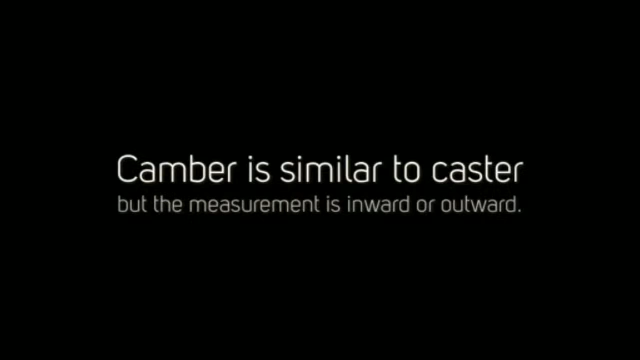 Camber is similar to caster
but the measurement is inward or outward.